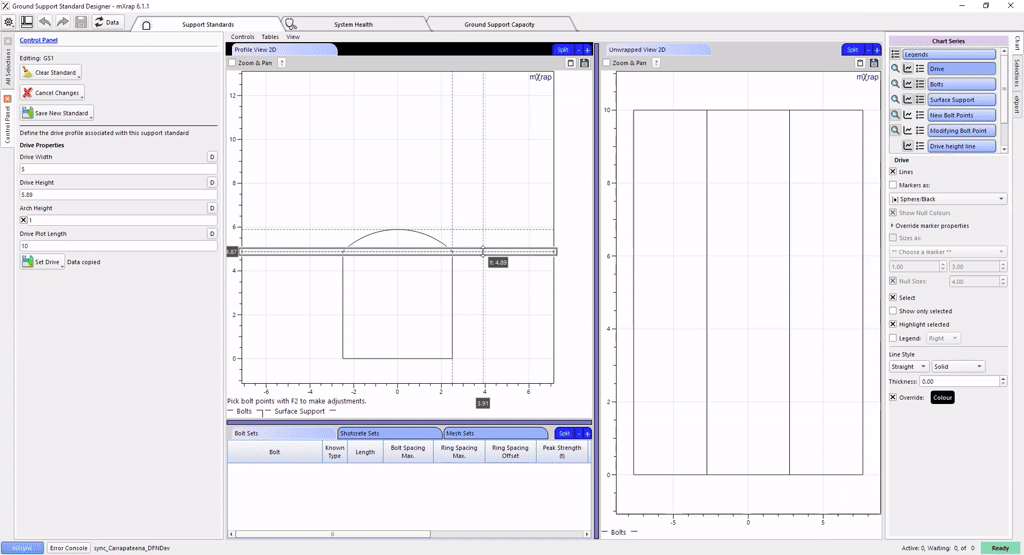 Ground Support Standard Designer - mXrap 6.1.1
Data
Support Standards
System Health
Ground Support Capacity
Control Panel
Editing: GS1
Clear Standard
Cancel Changes
Save New Standard
Define the drive profile associated with this support standard
Drive Properties
Drive Width
D
5
Drive Height
D
5.89
Arch Height
D
1
Drive Plot Length
D
10
Set Drive
Data copied
All Selections
Control Panel
Controls Tables View
Profile View 2D
Split - +
Zoom & Pan ?
mXrap
12
10
8
6
4
2
0
-6 -4 -2 0 2 4 6
Y: 4.89
3.91
Pick bolt points with F2 to make adjustments.
Bolts Surface Support
Bolt Sets
Shotcrete Sets
Mesh Sets
Split - +
Bolt
Known Type
Length
Bolt Spacing Max.
Ring Spacing Max.
Ring Spacing Offset
Peak Strength (t)
Unwrapped View 2D
Split - +
Zoom & Pan ?
mXrap
10
8
6
4
2
0
-5 0 5
Bolts
Chart Series
Legends
Drive
Bolts
Surface Support
New Bolt Points
Modifying Bolt Point
Drive height line
Drive
Lines
Markers as:
Sphere/Black
Show Null Colours
Override marker properties
Sizes as:
** Choose a marker **
1.00
3.00
Null Sizes:
4.00
Select
Show only selected
Highlight selected
Legend:
Right
Line Style
Straight
Solid
Thickness:
0.00
Override:
Colour
Chart
Selections
export
mXsync
Error Console
sync_Carrapateena_DFNDev
Active: 0, Waiting: 0, of 0
Ready